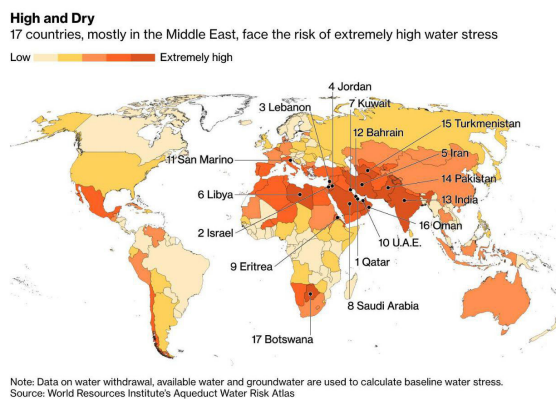 High and Dry
17 countries, mostly in the Middle East, face the risk of extremely high water stress
Low Extremely high
4 Jordan
3 Lebanon
7 Kuwait
15 Turkmenistan
12 Bahrain
5 Iran
11 San Marino
14 Pakistan
6 Libya
13 India
2 Israel
16 Oman
10 U.A.E.
9 Eritrea
1 Qatar
8 Saudi Arabia
17 Botswana
Note: Data on water withdrawal, available water and groundwater are used to calculate baseline water stress.
Source: World Resources Institute's Aqueduct Water Risk Atlas